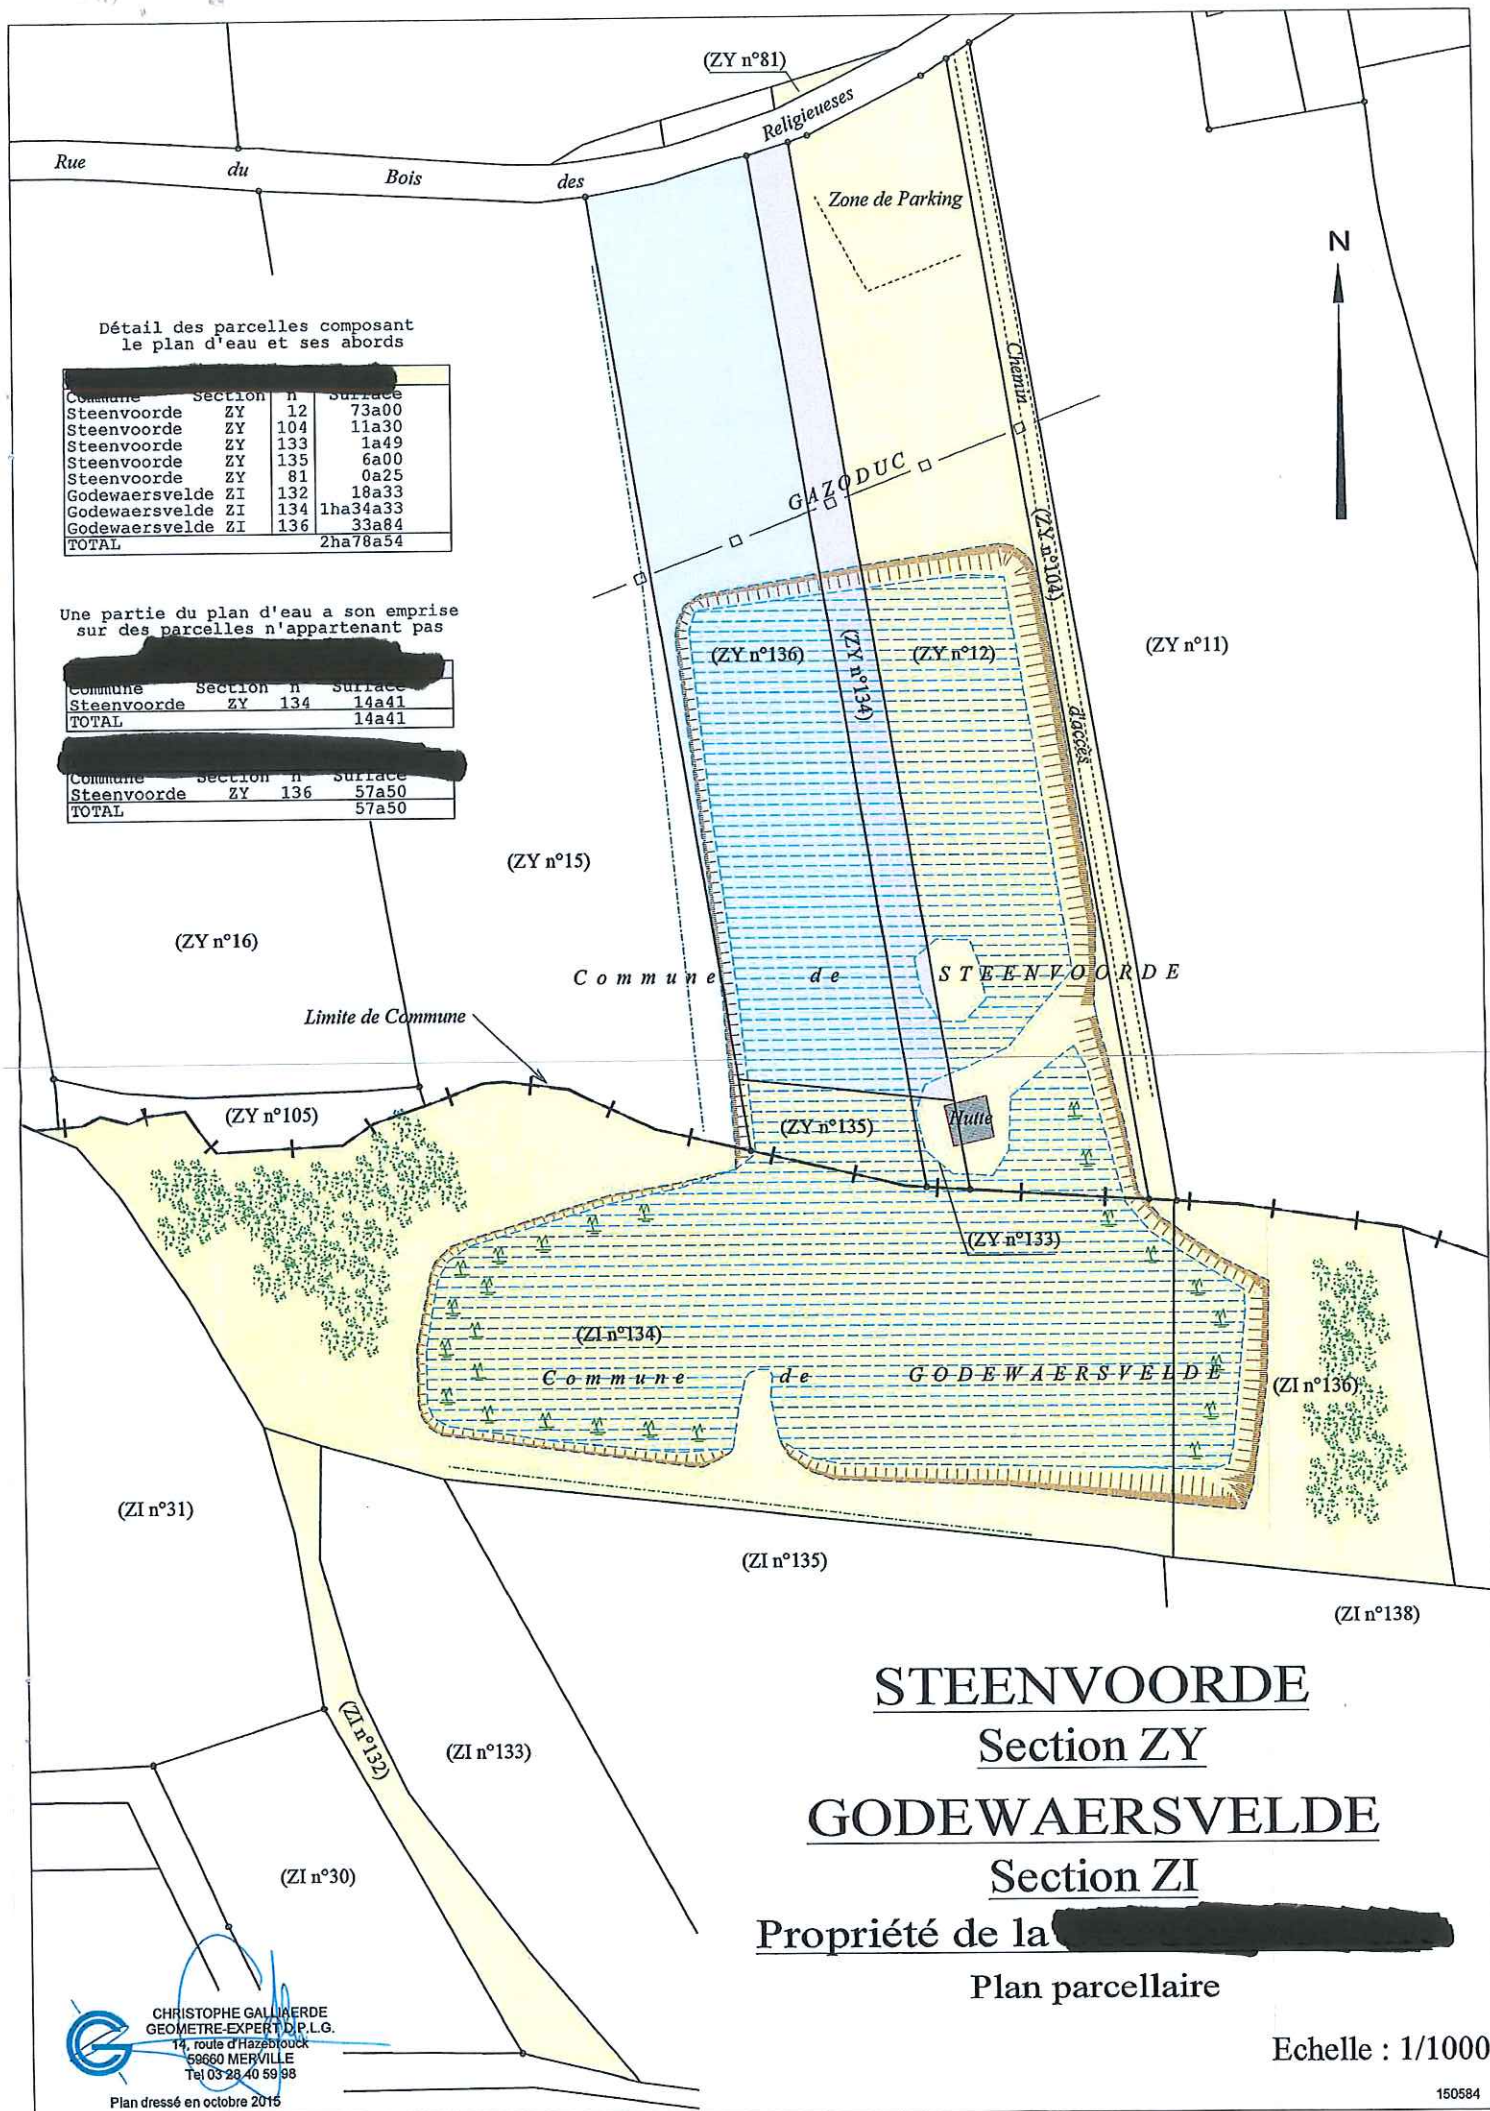 (ZY n°81)
Rue du Bois des Religieueses
Zone de Parking
N
Détail des parcelles composant
le plan d'eau et ses abords
Commune Section n Surface
Steenvoorde ZY 12 73a00
Steenvoorde ZY 104 11a30
Steenvoorde ZY 133 1a49
Steenvoorde ZY 135 6a00
Steenvoorde ZY 81 0a25
Godewaersvelde ZI 132 18a33
Godewaersvelde ZI 134 1ha34a33
Godewaersvelde ZI 136 33a84
TOTAL 2ha78a54
Une partie du plan d'eau a son emprise
sur des parcelles n'appartenant pas
Commune Section n Surface
Steenvoorde ZY 134 14a41
TOTAL 14a41
Commune Section n Surface
Steenvoorde ZY 136 57a50
TOTAL 57a50
Chemin d'accès
GAZODUC
(ZY n°104)
(ZY n°136)
(ZY n°134)
(ZY n°12)
(ZY n°11)
(ZY n°15)
(ZY n°16)
Commune de STEENVOORDE
Limite de Commune
(ZY n°105)
(ZY n°135)
Hutte
(ZY n°133)
(ZI n°134)
Commune de GODEWAERSVELDE
(ZI n°136)
(ZI n°31)
(ZI n°135)
(ZI n°138)
(ZI n°132)
(ZI n°133)
(ZI n°30)
STEENVOORDE
Section ZY
GODEWAERSVELDE
Section ZI
Propriété de la
Plan parcellaire
Echelle : 1/1000
150584
CHRISTOPHE GALLIAERDE
GEOMETRE-EXPERT D.P.L.G.
14, route d'Hazebrouck
59660 MERVILLE
Tel 03 28 40 59 98
Plan dressé en octobre 2015